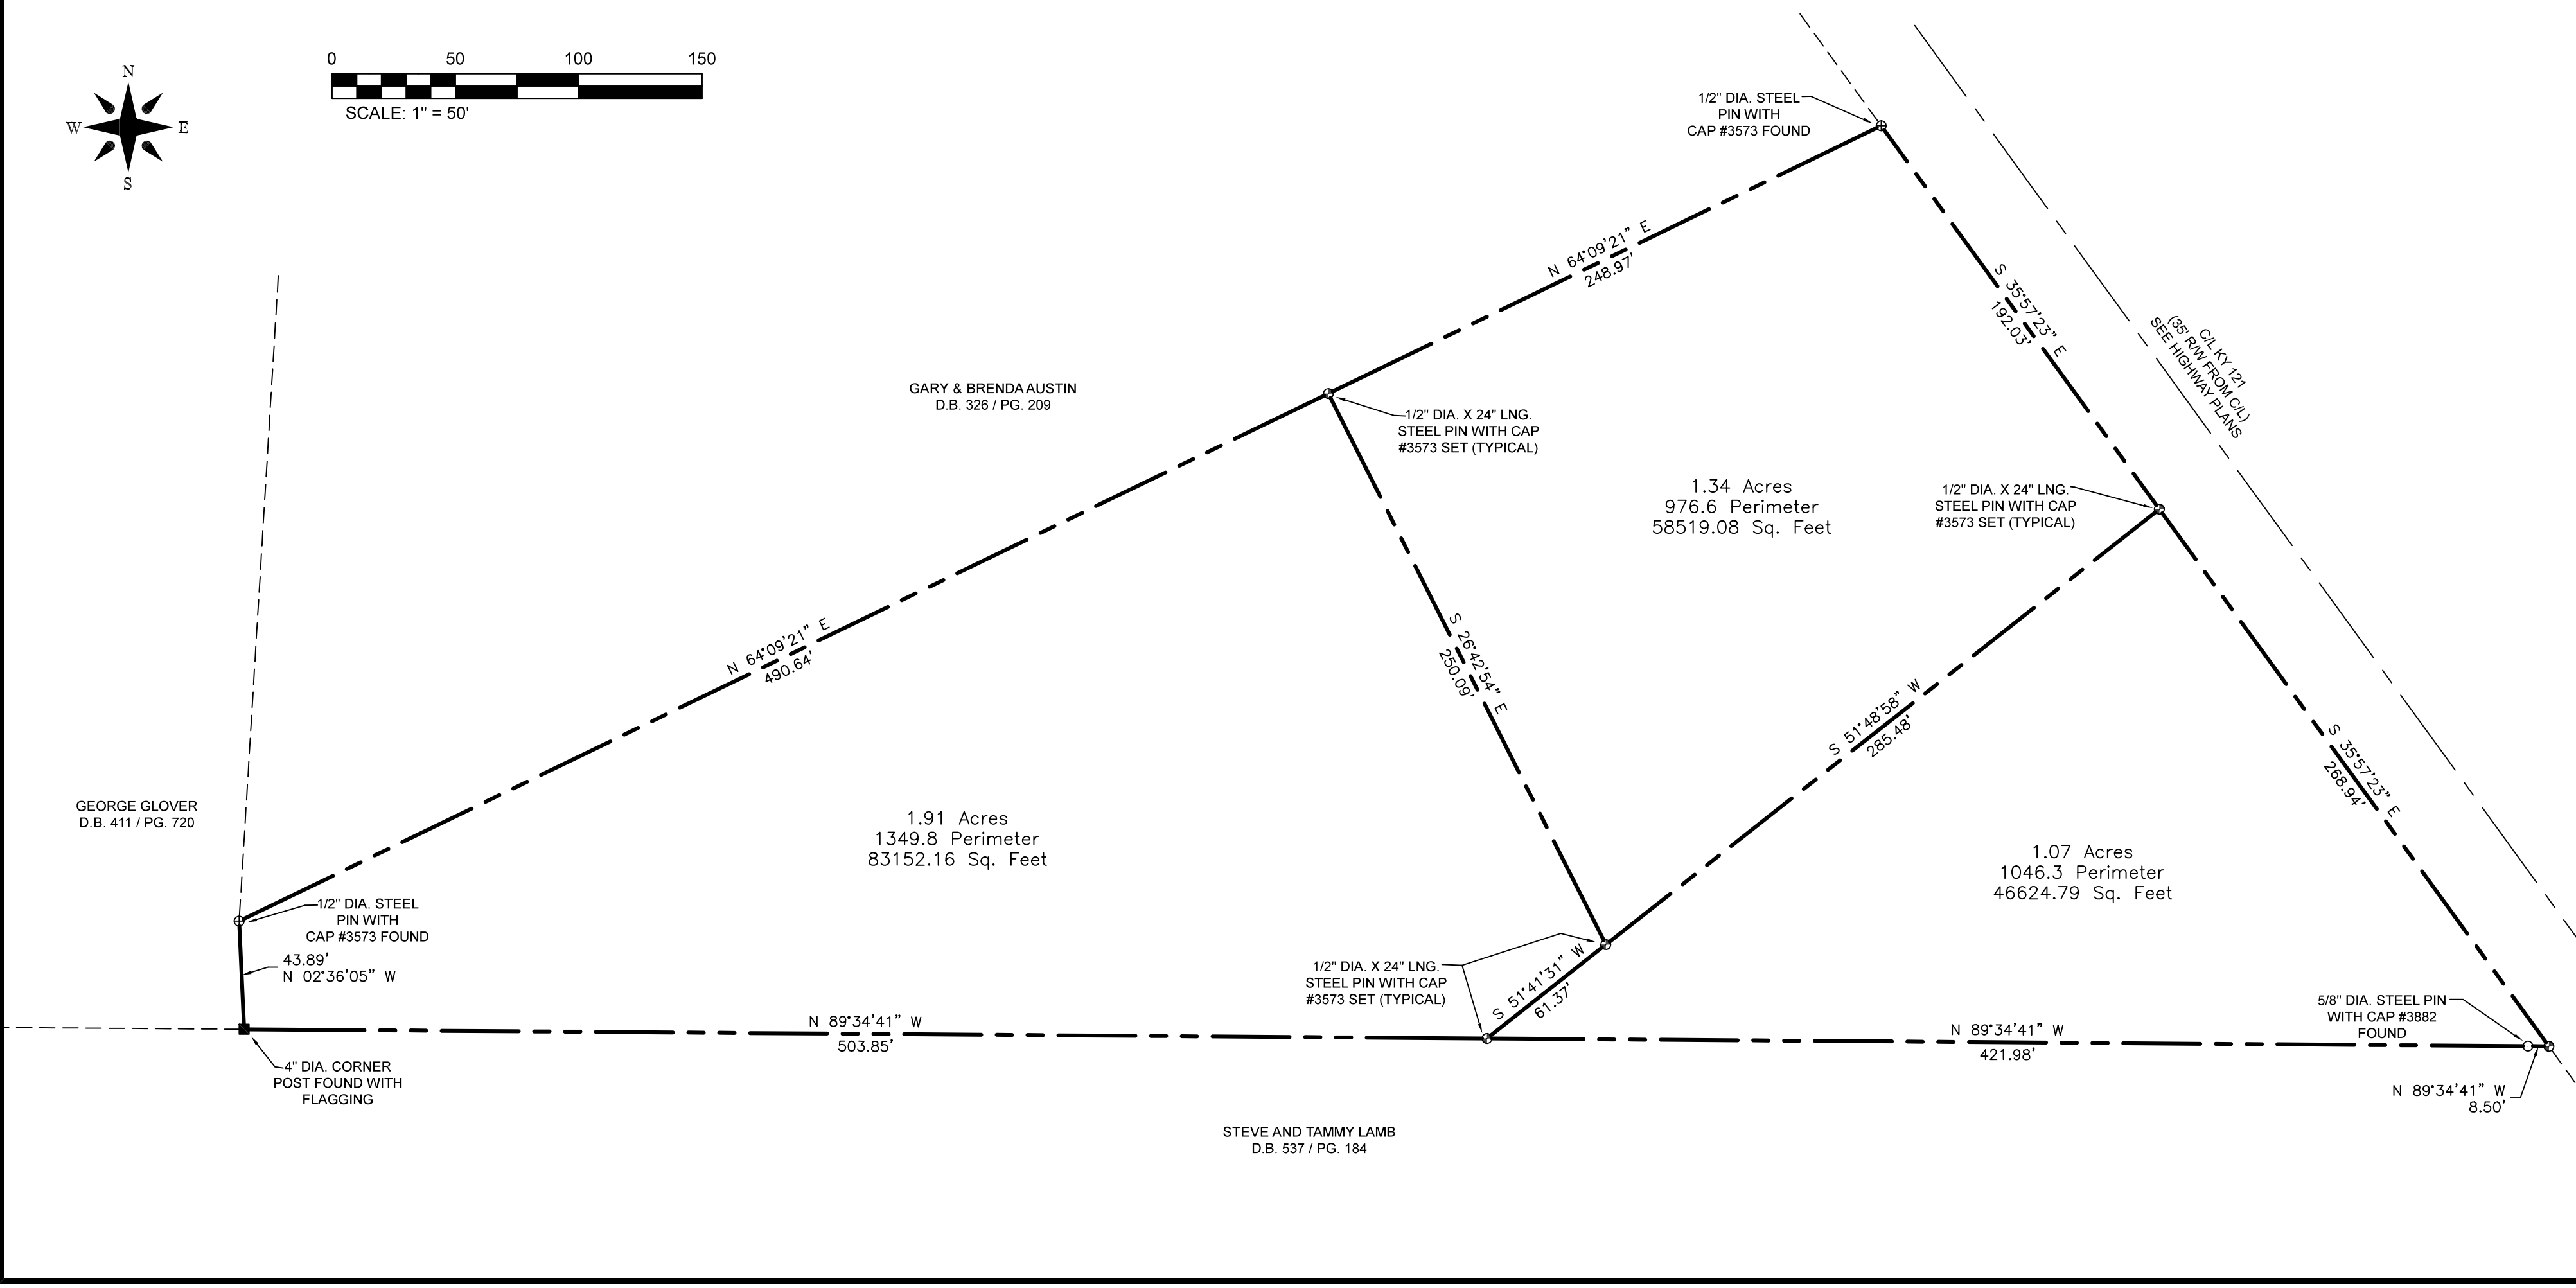 N
W E
S
0 50 100 150
SCALE: 1" = 50'
1/2" DIA. STEEL
PIN WITH
CAP #3573 FOUND
N 64°09'21" E
248.97'
S 35°57'23" E
192.03'
C/L KY 121
(35' R/W FROM C/L)
SEE HIGHWAY PLANS
GARY & BRENDA AUSTIN
D.B. 326 / PG. 209
1/2" DIA. X 24" LNG.
STEEL PIN WITH CAP
#3573 SET (TYPICAL)
1.34 Acres
976.6 Perimeter
58519.08 Sq. Feet
1/2" DIA. X 24" LNG.
STEEL PIN WITH CAP
#3573 SET (TYPICAL)
N 64°09'21" E
490.64'
S 26°42'54" E
250.09'
S 51°48'58" W
285.48'
S 35°57'23" E
268.94'
GEORGE GLOVER
D.B. 411 / PG. 720
1.91 Acres
1349.8 Perimeter
83152.16 Sq. Feet
1.07 Acres
1046.3 Perimeter
46624.79 Sq. Feet
1/2" DIA. STEEL
PIN WITH
CAP #3573 FOUND
43.89'
N 02°36'05" W
1/2" DIA. X 24" LNG.
STEEL PIN WITH CAP
#3573 SET (TYPICAL)
S 51°41'31" W
61.37'
5/8" DIA. STEEL PIN
WITH CAP #3882
FOUND
N 89°34'41" W
503.85'
N 89°34'41" W
421.98'
4" DIA. CORNER
POST FOUND WITH
FLAGGING
N 89°34'41" W
8.50'
STEVE AND TAMMY LAMB
D.B. 537 / PG. 184